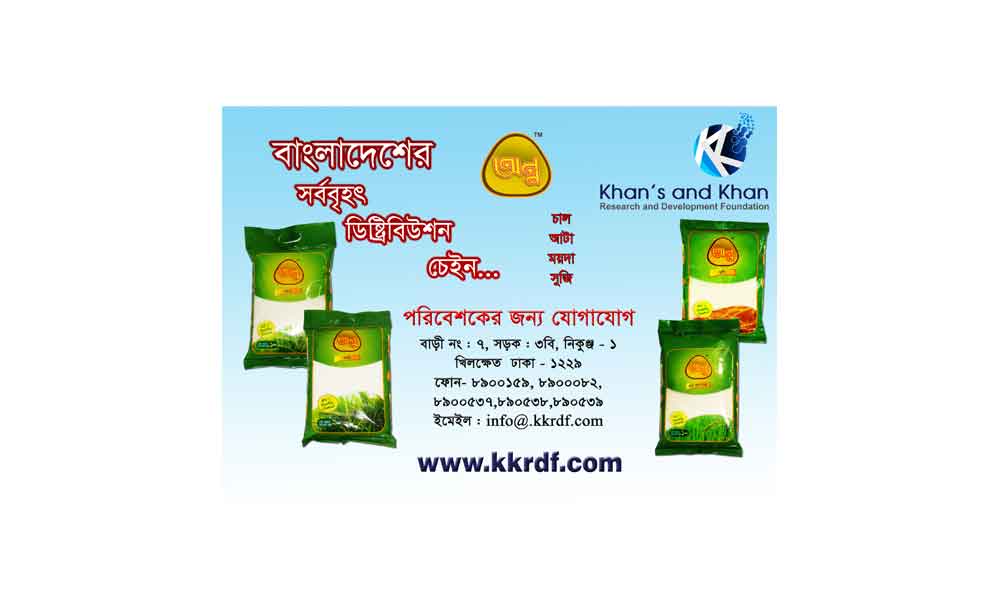 বাংলাদেশের
সর্ববৃহৎ
ডিষ্ট্রিবিউশন
চেইন...
অন্ন
TM
Khan's and Khan
Research and Development Foundation
চাল
আটা
ময়দা
সুজি
পরিবেশকের জন্য যোগাযোগ
বাড়ী নং : ৭, সড়ক : ৩বি, নিকুঞ্জ - ১
খিলক্ষেত ঢাকা - ১২২৯
ফোন- ৮৯০০১৫৯, ৮৯০০০৮২,
৮৯০০৫৩৭,৮৯০৫৩৮,৮৯০৫৩৯
ইমেইল : info@.kkrdf.com
www.kkrdf.com